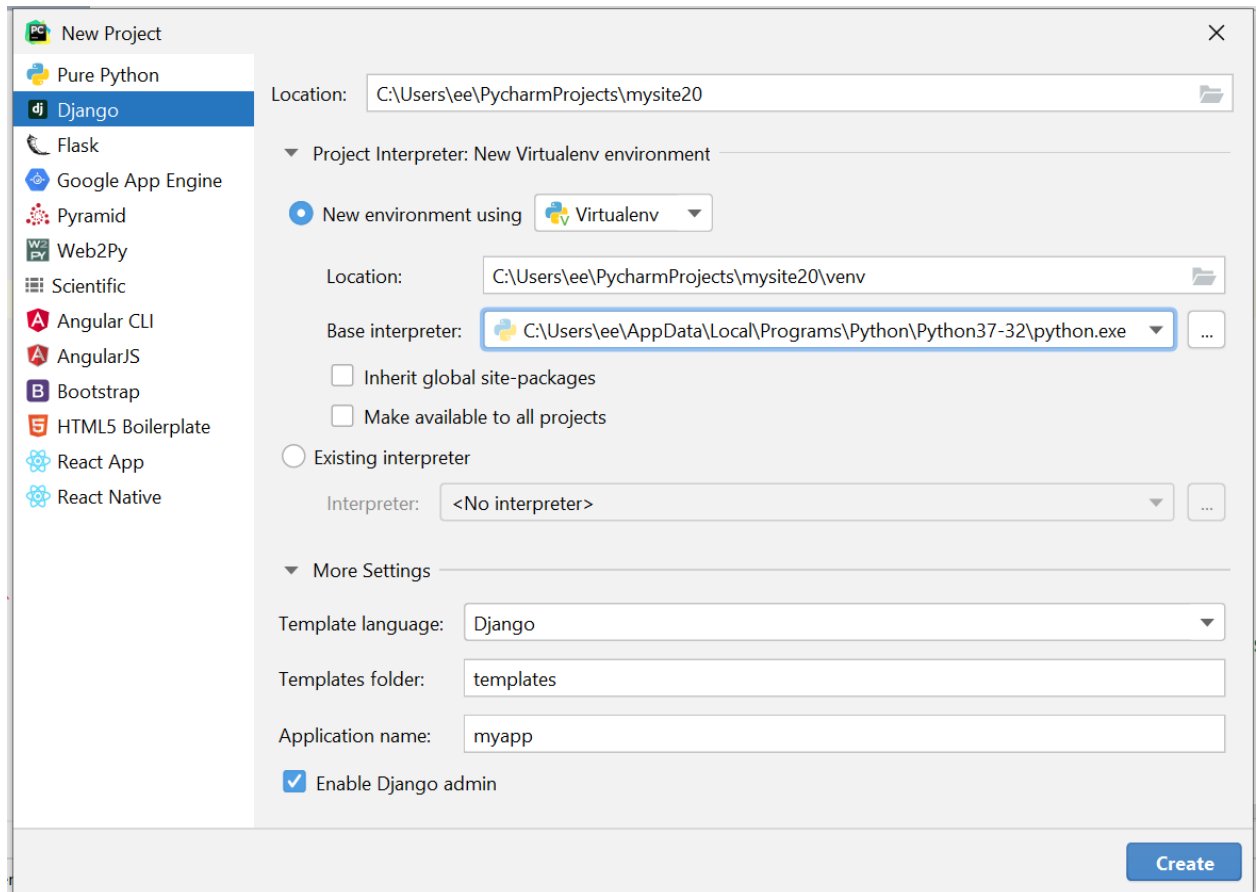 New Project
Pure Python
Django
Flask
Google App Engine
Pyramid
Web2Py
Scientific
Angular CLI
AngularJS
Bootstrap
HTML5 Boilerplate
React App
React Native
Location: C:\Users\ee\PycharmProjects\mysite20
Project Interpreter: New Virtualenv environment
New environment using Virtualenv
Location: C:\Users\ee\PycharmProjects\mysite20\venv
Base interpreter: C:\Users\ee\AppData\Local\Programs\Python\Python37-32\python.exe ...
Inherit global site-packages
Make available to all projects
Existing interpreter
Interpreter: <No interpreter> ...
More Settings
Template language: Django
Templates folder: templates
Application name: myapp
Enable Django admin
Create